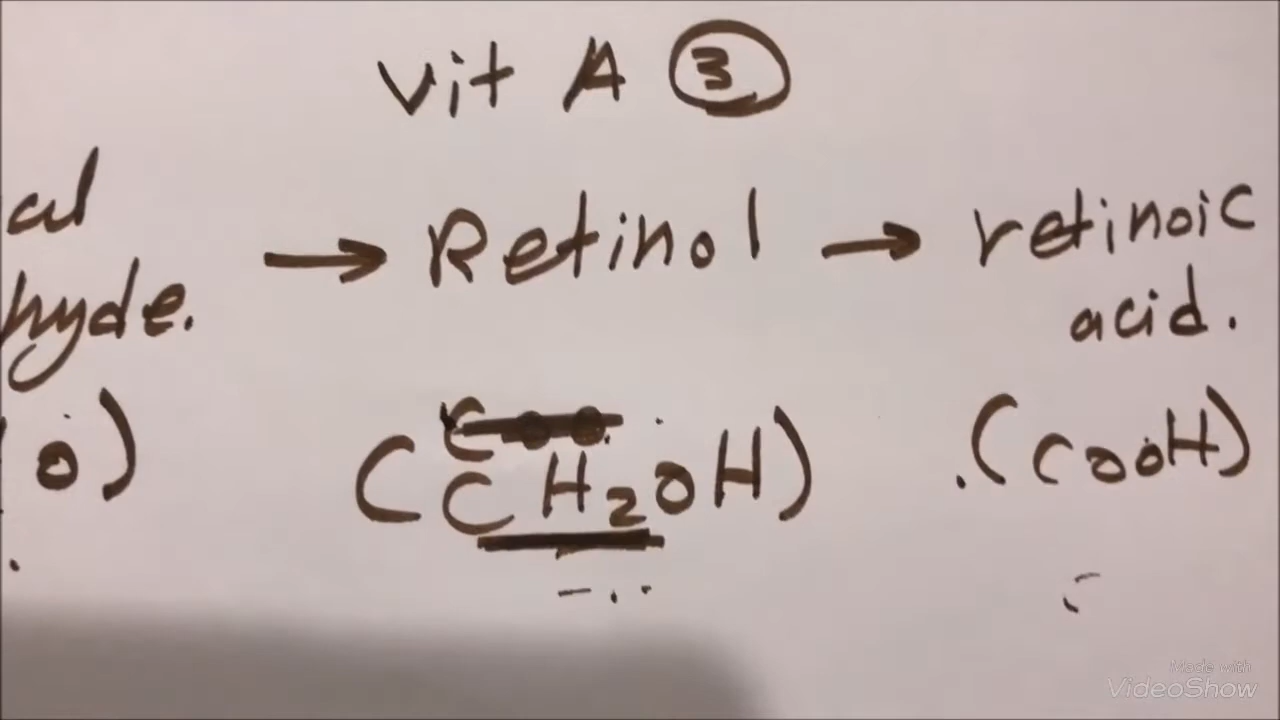 vit A 3
al → Retinol → retinoic
hyde. acid.
o) (CH2OH) (COOH)
Made with
VideoShow